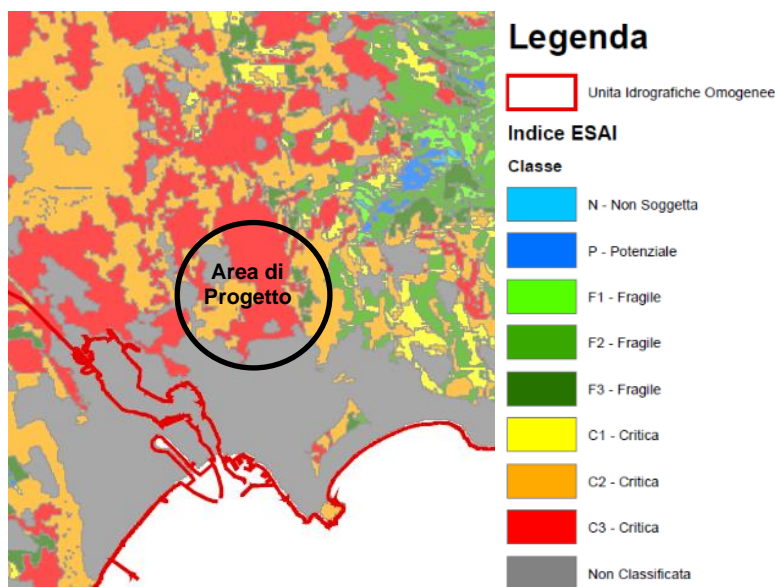 Legenda
Unita Idrografiche Omogenee
Indice ESAI
Classe
N - Non Soggetta
P - Potenziale
F1 - Fragile
F2 - Fragile
F3 - Fragile
C1 - Critica
C2 - Critica
C3 - Critica
Non Classificata
Area di
Progetto